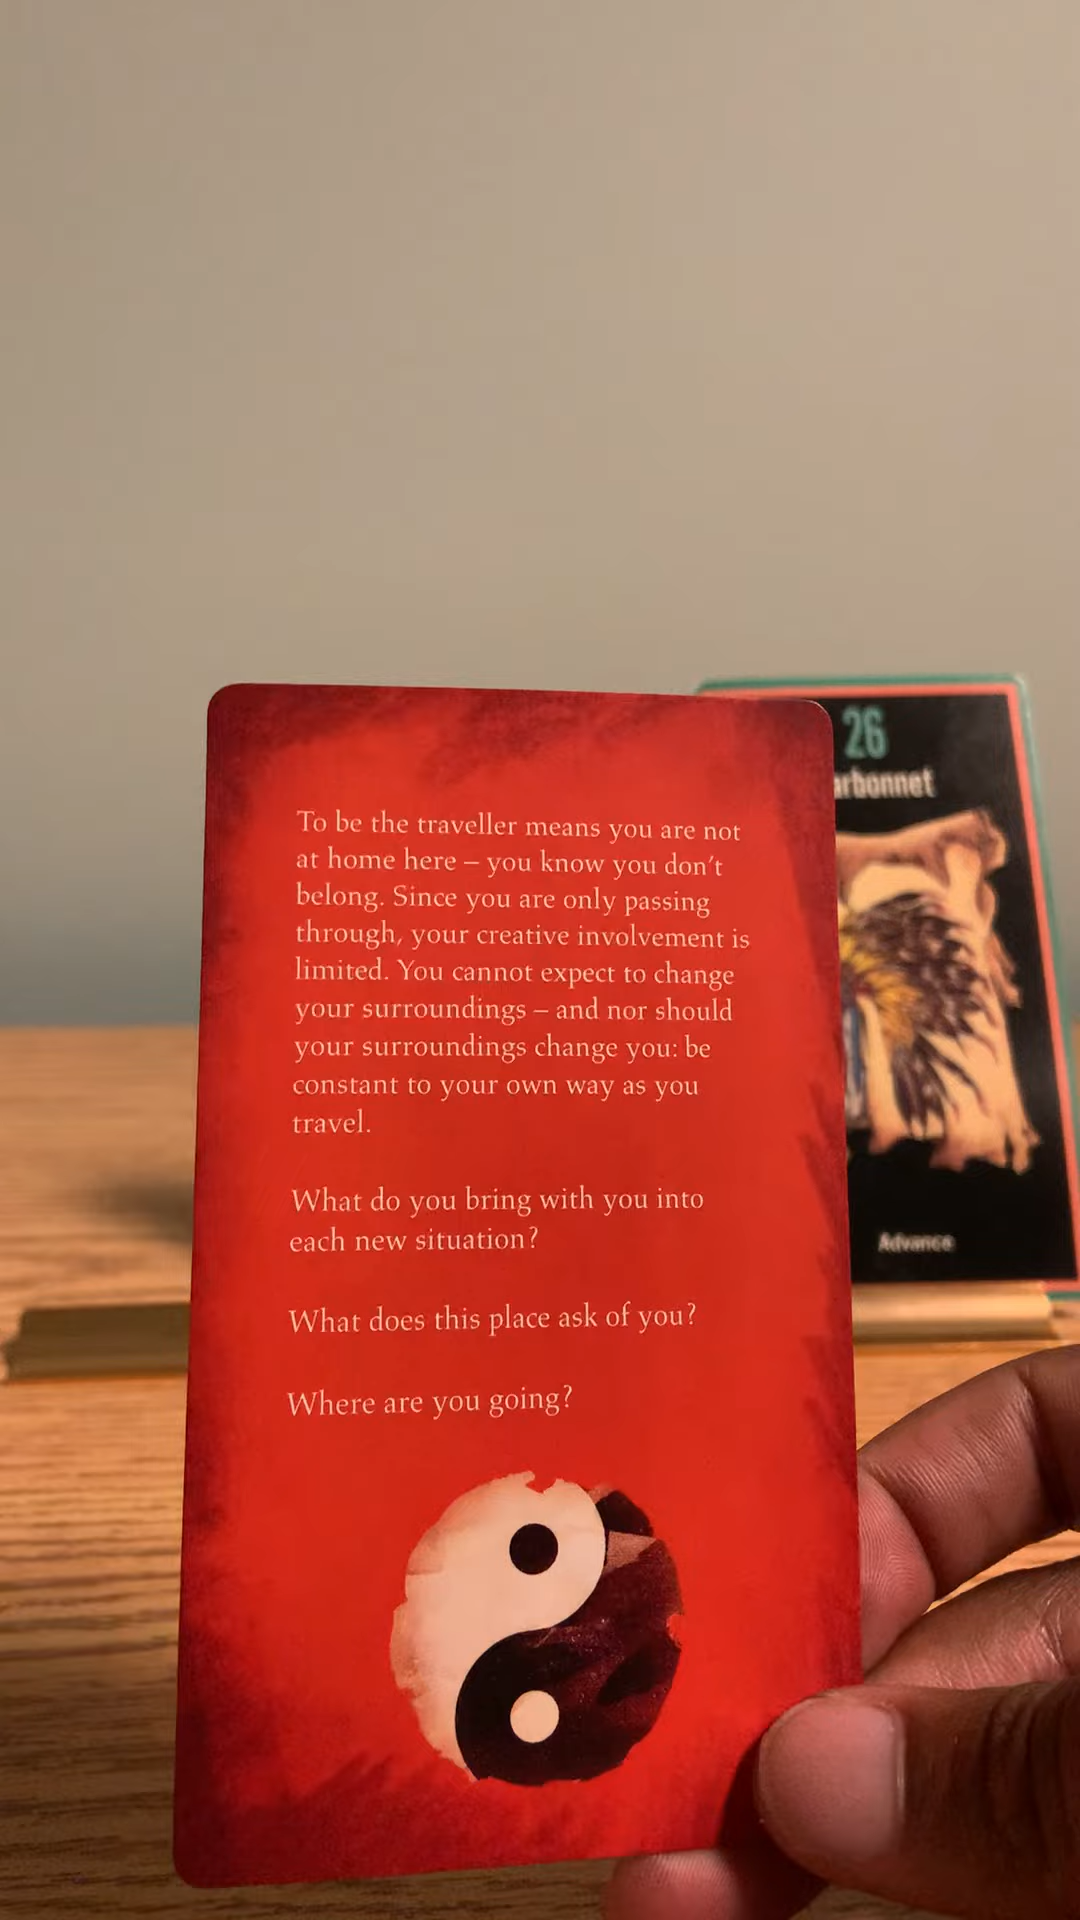 To be the traveller means you are not
at home here – you know you don't
belong. Since you are only passing
through, your creative involvement is
limited. You cannot expect to change
your surroundings – and nor should
your surroundings change you: be
constant to your own way as you
travel.
What do you bring with you into
each new situation?
What does this place ask of you?
Where are you going?
26
arbonnet
Advance